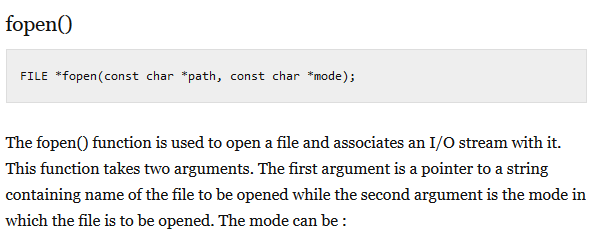 fopen()
FILE *fopen(const char *path, const char *mode);
The fopen() function is used to open a file and associates an I/O stream with it.
This function takes two arguments. The first argument is a pointer to a string
containing name of the file to be opened while the second argument is the mode in
which the file is to be opened. The mode can be :